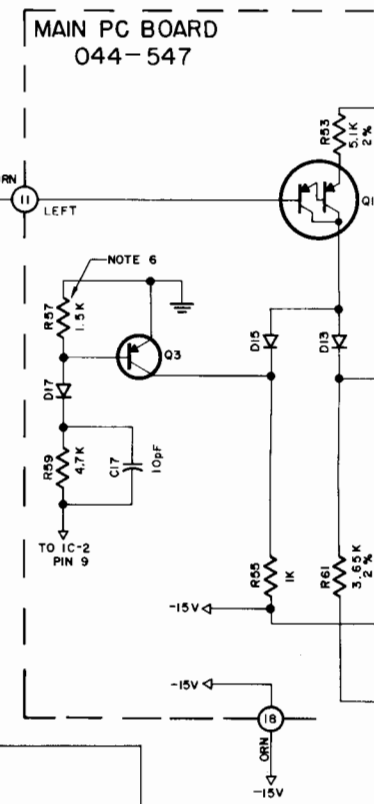 MAIN PC BOARD
044-547
R53
5.1K
2%
RN
11
LEFT
Q1
NOTE 6
R57
1.5K
Q3
D15
D13
D17
R59
4.7K
C17
10pF
TO IC-2
PIN 9
R55
1K
R61
3.65K
2%
-15V
-15V
18
ORN
-15V